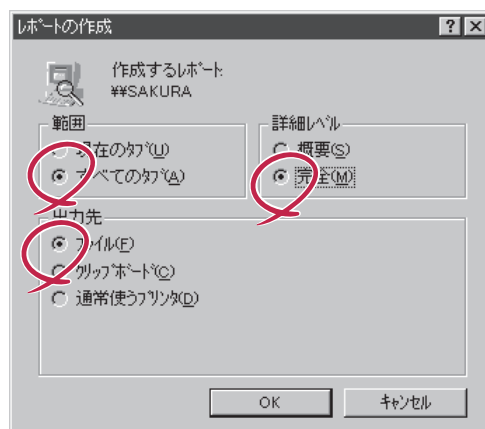 レポートの作成
作成するレポート:
¥¥SAKURA
範囲
現在のタブ(U)
すべてのタブ(A)
詳細レベル
概要(S)
完全(M)
出力先
ファイル(F)
クリップボード(C)
通常使うプリンタ(D)
OK
キャンセル